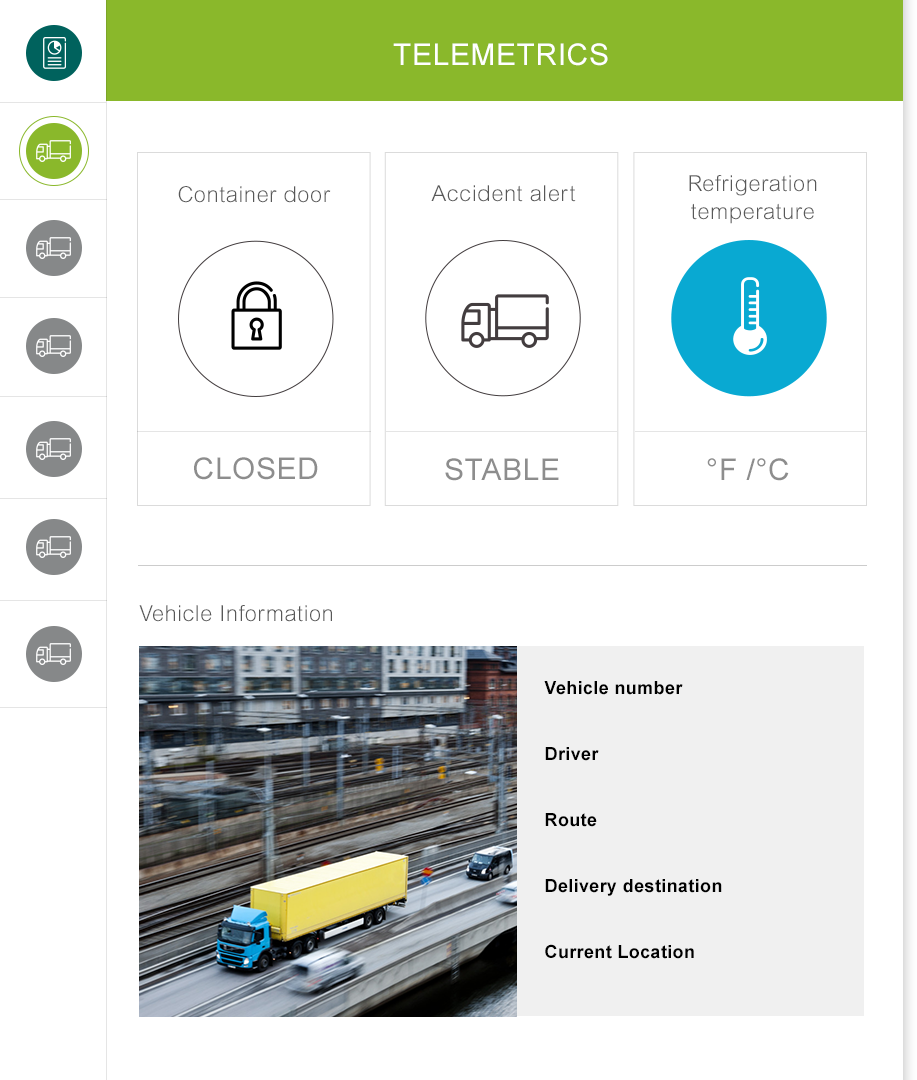 TELEMETRICS
Container door
Accident alert
Refrigeration
temperature
CLOSED
STABLE
°F /°C
Vehicle Information
Vehicle number
Driver
Route
Delivery destination
Current Location